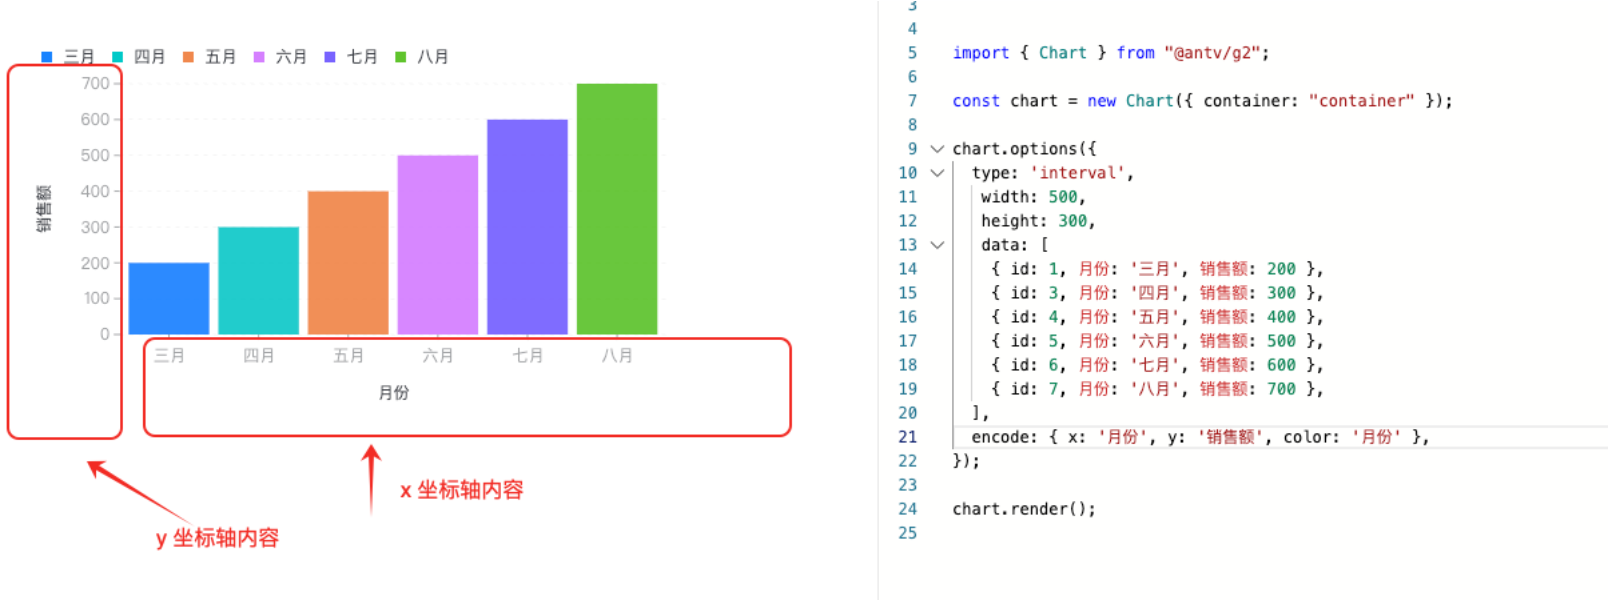 三月 四月 五月 六月 七月 八月
700
600
500
400
300
200
100
0
销售额
三月 四月 五月 六月 七月 八月
月份
x 坐标轴内容
y 坐标轴内容
3
4
5 import { Chart } from "@antv/g2";
6
7 const chart = new Chart({ container: "container" });
8
9 chart.options({
10 type: 'interval',
11 width: 500,
12 height: 300,
13 data: [
14 { id: 1, 月份: '三月', 销售额: 200 },
15 { id: 3, 月份: '四月', 销售额: 300 },
16 { id: 4, 月份: '五月', 销售额: 400 },
17 { id: 5, 月份: '六月', 销售额: 500 },
18 { id: 6, 月份: '七月', 销售额: 600 },
19 { id: 7, 月份: '八月', 销售额: 700 },
20 ],
21 encode: { x: '月份', y: '销售额', color: '月份' },
22 });
23
24 chart.render();
25